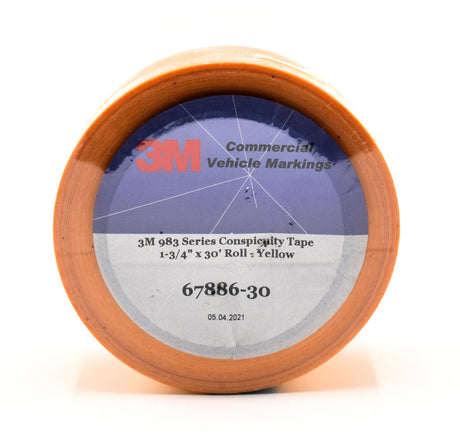 3M Commercial
Vehicle Markings
3M 983 Series Conspicuity Tape
1-3/4" x 30' Roll - Yellow
67886-30
05.04.2021